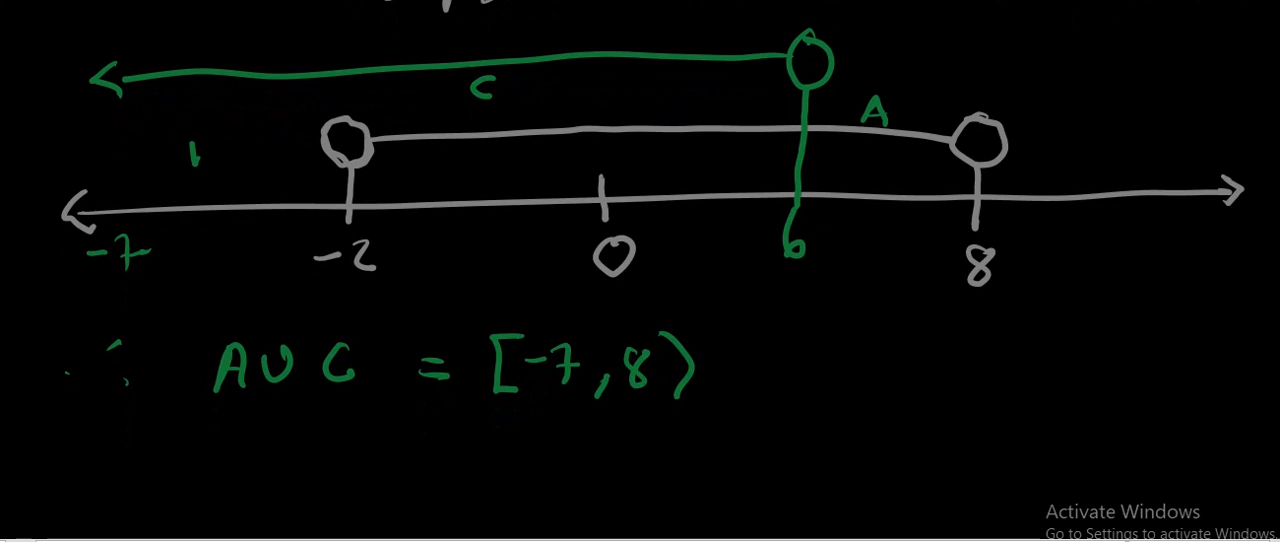 C
A
-7 -2 0 6 8
∴ A ∪ C = [-7, 8)
Activate Windows
Go to Settings to activate Windows.